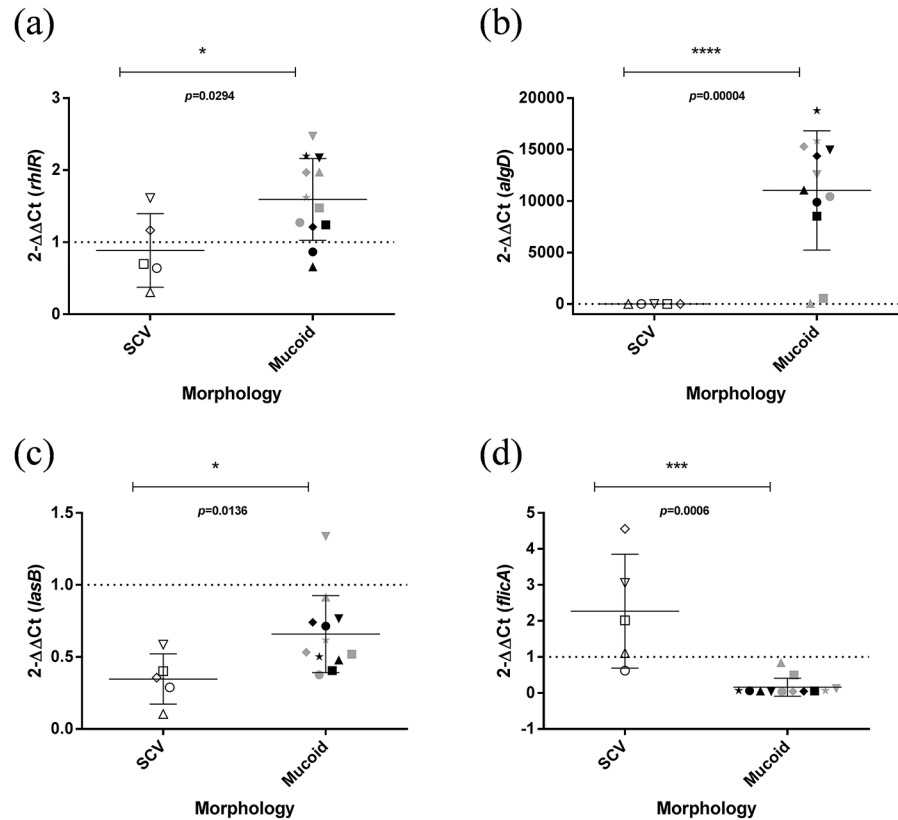 (a)
*
p=0.0294
3
2
1
0
2-ΔΔCt (rhlR)
SCV
Mucoid
Morphology
(b)
****
p=0.00004
20000
15000
10000
5000
0
2-ΔΔCt (algD)
SCV
Mucoid
Morphology
(c)
*
p=0.0136
1.5
1.0
0.5
0.0
2-ΔΔCt (lasB)
SCV
Mucoid
Morphology
(d)
***
p=0.0006
5
4
3
2
1
0
-1
2-ΔΔCt (flicA)
SCV
Mucoid
Morphology